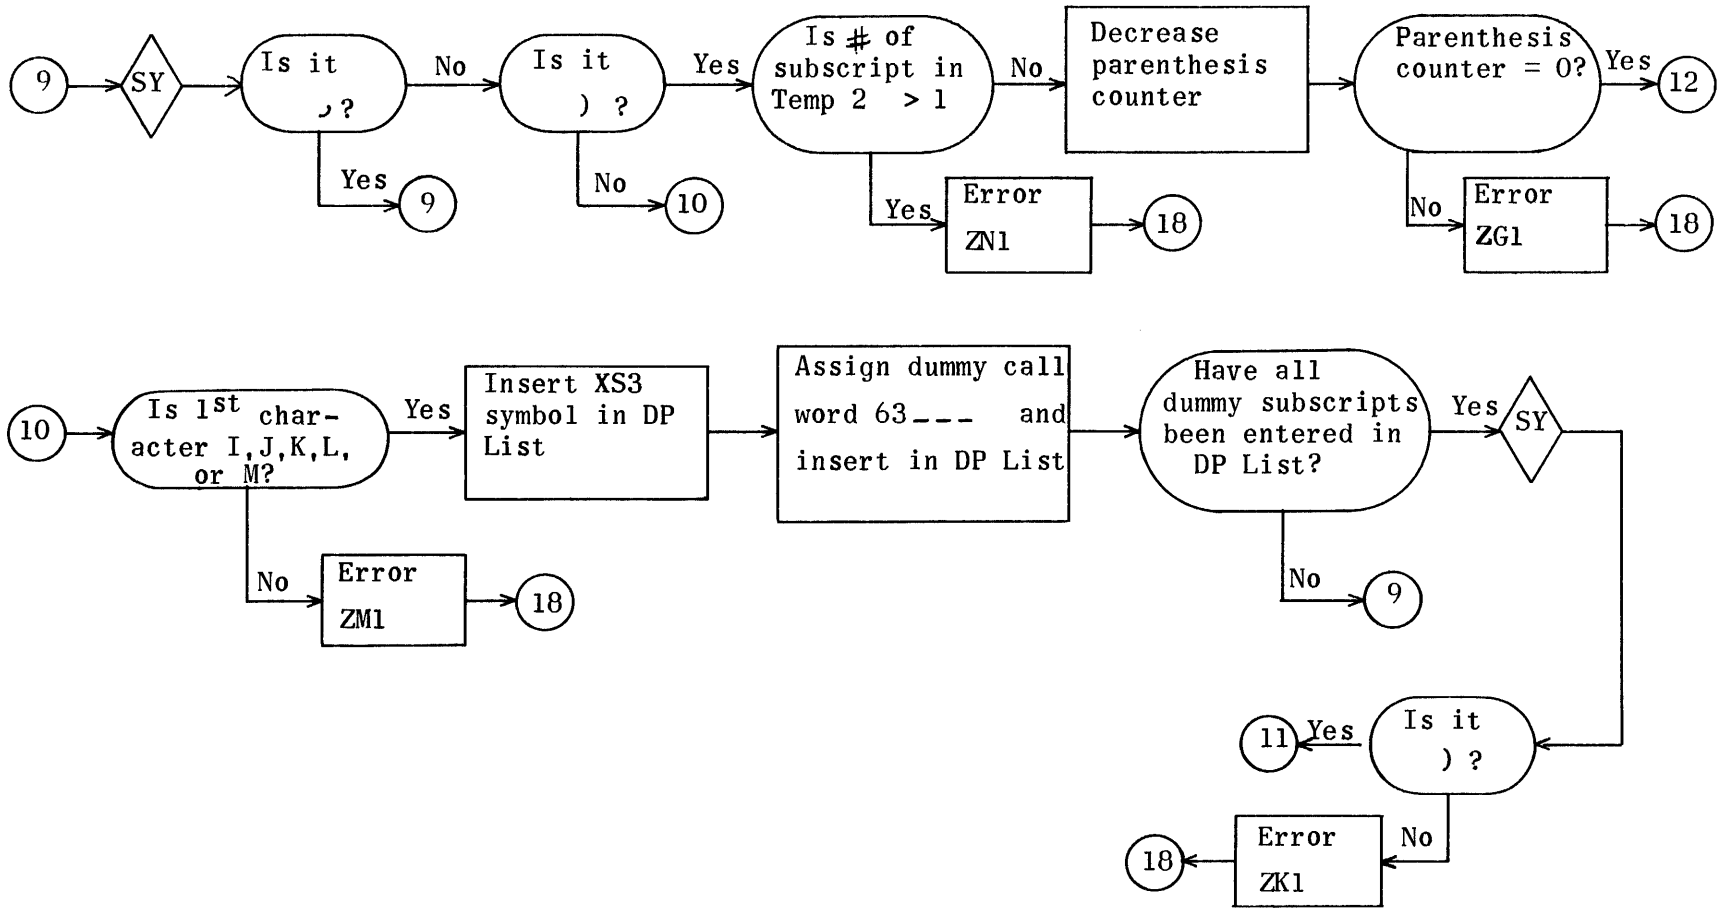 9
SY
Is it
,?
No
Is it
) ?
Yes
Is # of
subscript in
Temp 2 > 1
No
Decrease
parenthesis
counter
Parenthesis
counter = 0?
Yes
12
Yes
9
No
10
Yes
Error
ZN1
18
No
Error
ZG1
18
10
Is 1st char-
acter I,J,K,L,
or M?
Yes
Insert XS3
symbol in DP
List
Assign dummy call
word 63___ and
insert in DP List
Have all
dummy subscripts
been entered in
DP List?
Yes
SY
No
Error
ZM1
18
No
9
11
Yes
Is it
) ?
18
Error
ZK1
No